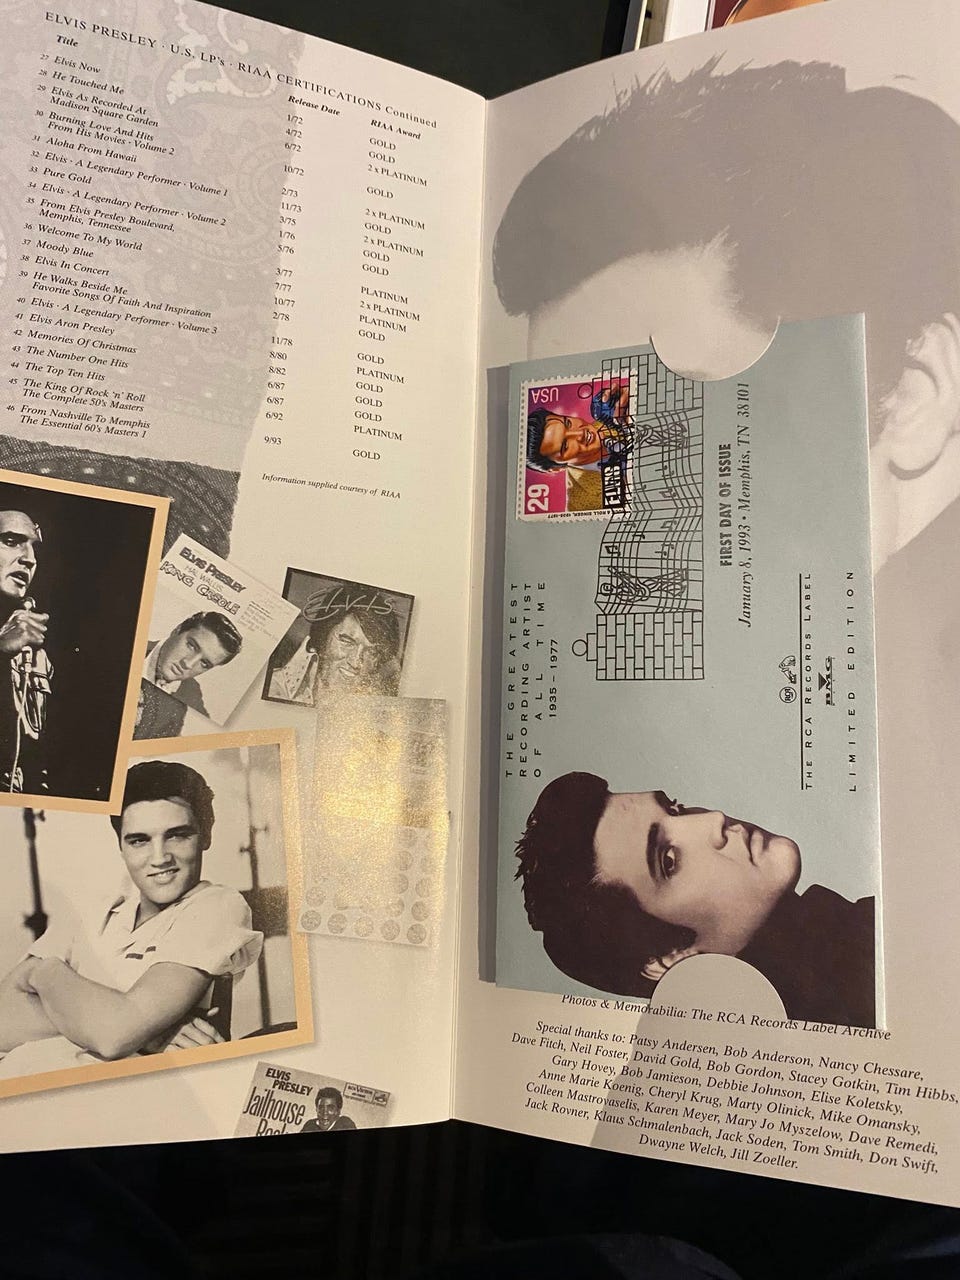 ELVIS PRESLEY · U.S. LP's · RIAA CERTIFICATIONS Continued
Title
27 Elvis Now
28 He Touched Me
29 Elvis As Recorded At
Madison Square Garden
30 Burning Love And Hits
From His Movies · Volume 2
31 Aloha From Hawaii
32 Elvis · A Legendary Performer · Volume 1
33 Pure Gold
34 Elvis · A Legendary Performer · Volume 2
35 From Elvis Presley Boulevard,
Memphis, Tennessee
36 Welcome To My World
37 Moody Blue
38 Elvis In Concert
39 He Walks Beside Me
Favorite Songs Of Faith And Inspiration
40 Elvis · A Legendary Performer · Volume 3
41 Elvis Aron Presley
42 Memories Of Christmas
43 The Number One Hits
44 The Top Ten Hits
45 The King Of Rock 'n' Roll
The Complete 50's Masters
46 From Nashville To Memphis
The Essential 60's Masters I
Release Date
1/72
4/72
6/72
10/72
2/73
11/73
3/75
1/76
5/76
3/77
7/77
10/77
2/78
11/78
8/80
8/82
6/87
6/87
6/92
9/93
RIAA Award
GOLD
GOLD
2 x PLATINUM
GOLD
2 x PLATINUM
GOLD
2 x PLATINUM
GOLD
PLATINUM
2 x PLATINUM
PLATINUM
GOLD
GOLD
PLATINUM
GOLD
GOLD
PLATINUM
GOLD
Information supplied courtesy of RIAA
ELVIS PRESLEY
HAL WALLIS
KING CREOLE
ELVIS
ELVIS
PRESLEY
Jailhouse
Rock
USA
29
ELVIS
1935-1977
FIRST DAY OF ISSUE
January 8, 1993 • Memphis, TN 38101
THE GREATEST
RECORDING ARTIST
OF ALL TIME
1935–1977
RCA
BMG
THE RCA RECORDS LABEL
LIMITED EDITION
Photos & Memorabilia: The RCA Records Label Archive
Special thanks to: Patsy Andersen, Bob Anderson, Nancy Chessare,
Dave Fitch, Neil Foster, David Gold, Bob Gordon, Stacey Gotkin, Tim Hibbs,
Gary Hovey, Bob Jamieson, Debbie Johnson, Elise Koletsky,
Anne Marie Koenig, Cheryl Krug, Marty Olinick, Mike Omansky,
Colleen Mastrovaselis, Karen Meyer, Mary Jo Myszelow, Dave Remedi,
Jack Rovner, Klaus Schmalenbach, Jack Soden, Tom Smith, Don Swift,
Dwayne Welch, Jill Zoeller.